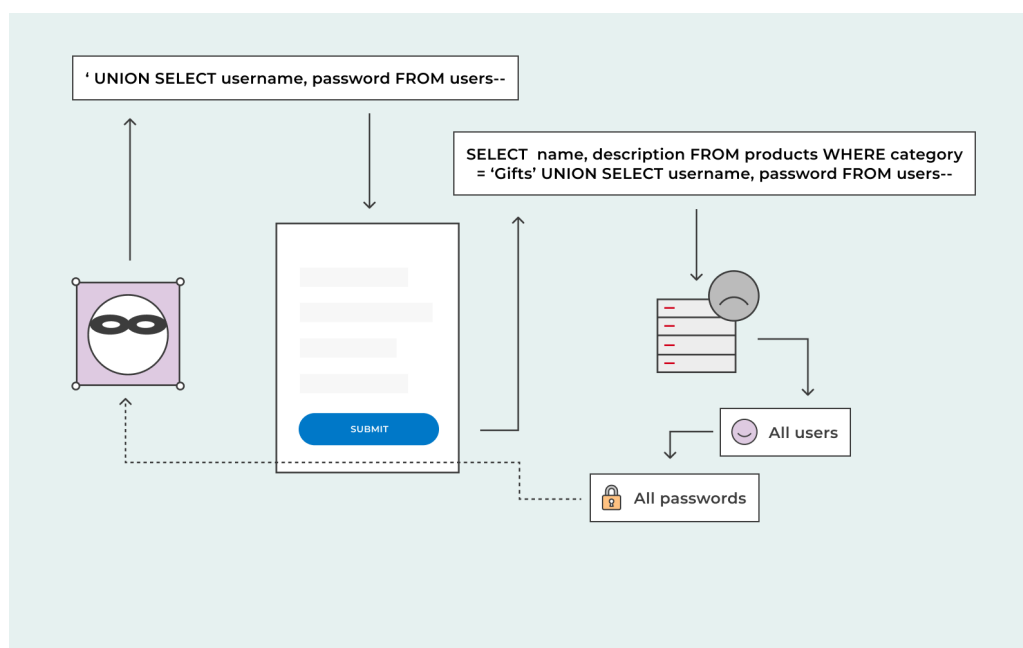 ‘ UNION SELECT username, password FROM users--
SELECT  name, description FROM products WHERE category
= ‘Gifts’ UNION SELECT username, password FROM users--
SUBMIT
All users
All passwords